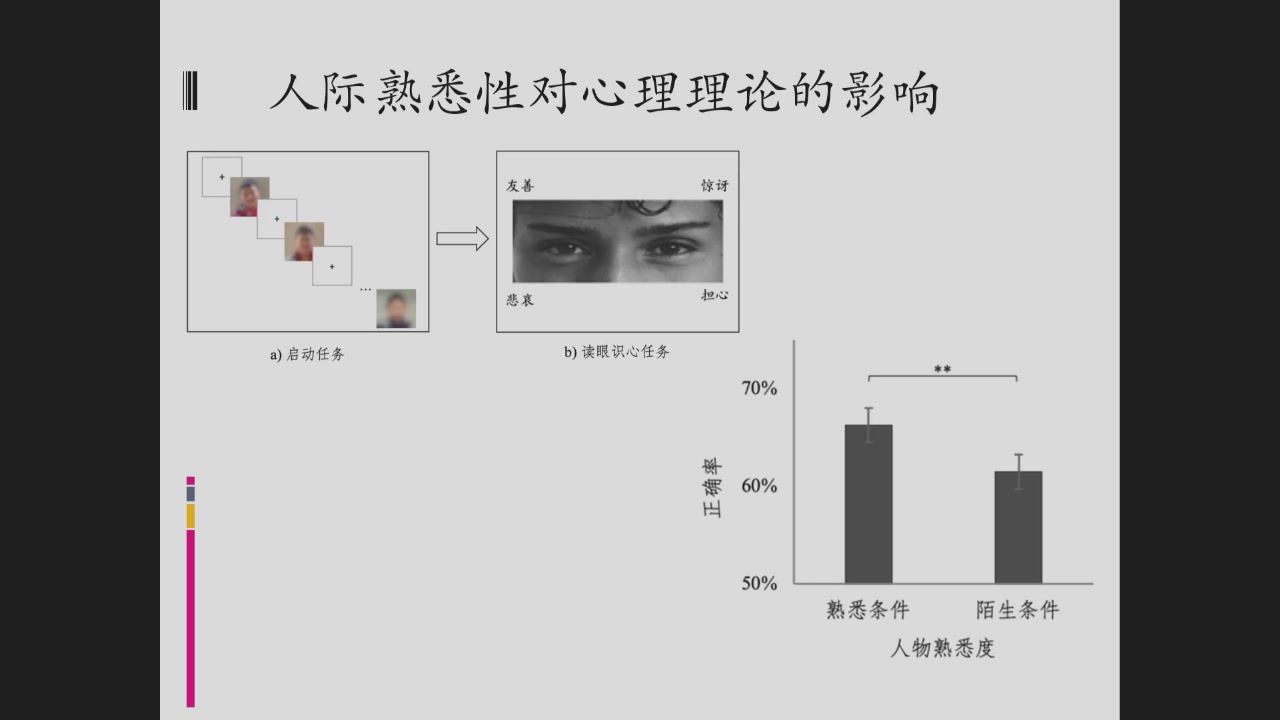 人际熟悉性对心理理论的影响
+
+
+
...
a) 启动任务
友善
惊讶
悲哀
担心
b) 读眼识心任务
**
70%
60%
50%
正确率
熟悉条件
陌生条件
人物熟悉度